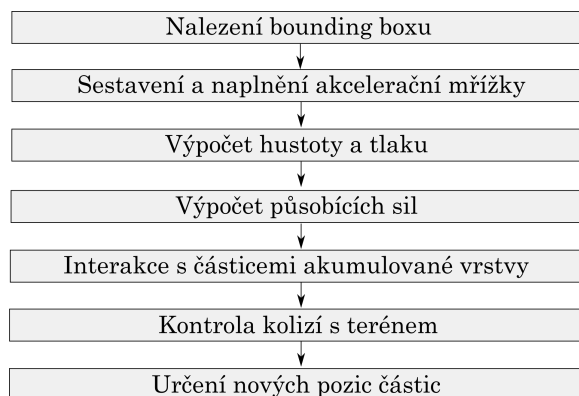 Nalezení bounding boxu
Sestavení a naplnění akcelerační mřížky
Výpočet hustoty a tlaku
Výpočet působících sil
Interakce s částicemi akumulované vrstvy
Kontrola kolizí s terénem
Určení nových pozic částic